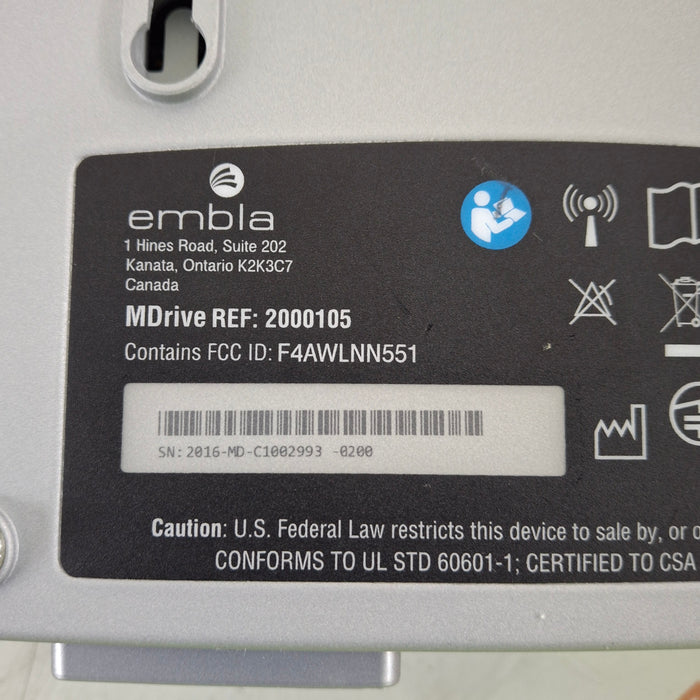 embla
1 Hines Road, Suite 202
Kanata, Ontario K2K3C7
Canada
MDrive REF: 2000105
Contains FCC ID: F4AWLNN551
SN: 2016-MD-C1002993 -0200
Caution: U.S. Federal Law restricts this device to sale by, or o
CONFORMS TO UL STD 60601-1; CERTIFIED TO CSA